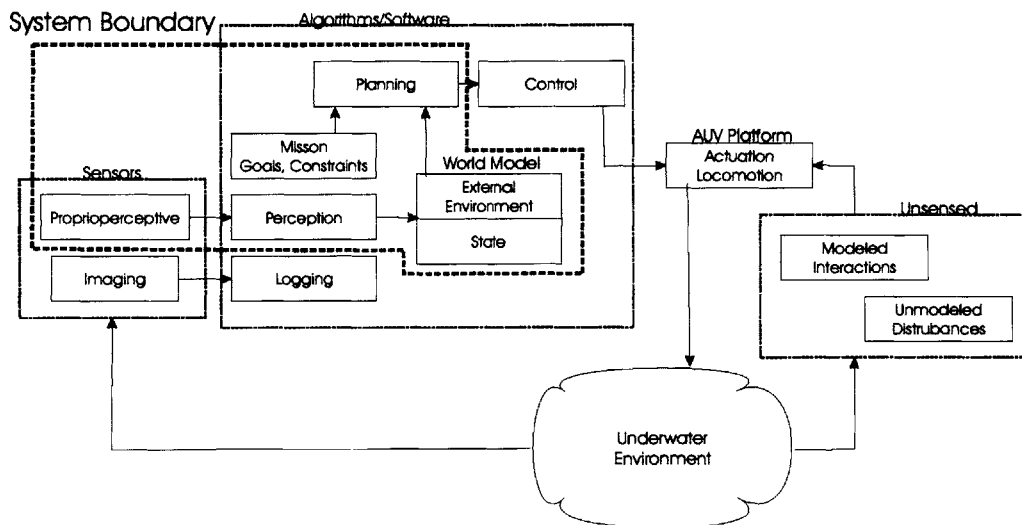 System Boundary
Algorithms/Software
Planning
Control
Misson
Goals, Constraints
AUV Platform
Actuation
Locomotion
Sensors
World Model
External
Environment
State
Proprioperceptive
Perception
Unsensed
Modeled
Interactions
Imaging
Logging
Unmodeled
Distrubances
Underwater
Environment